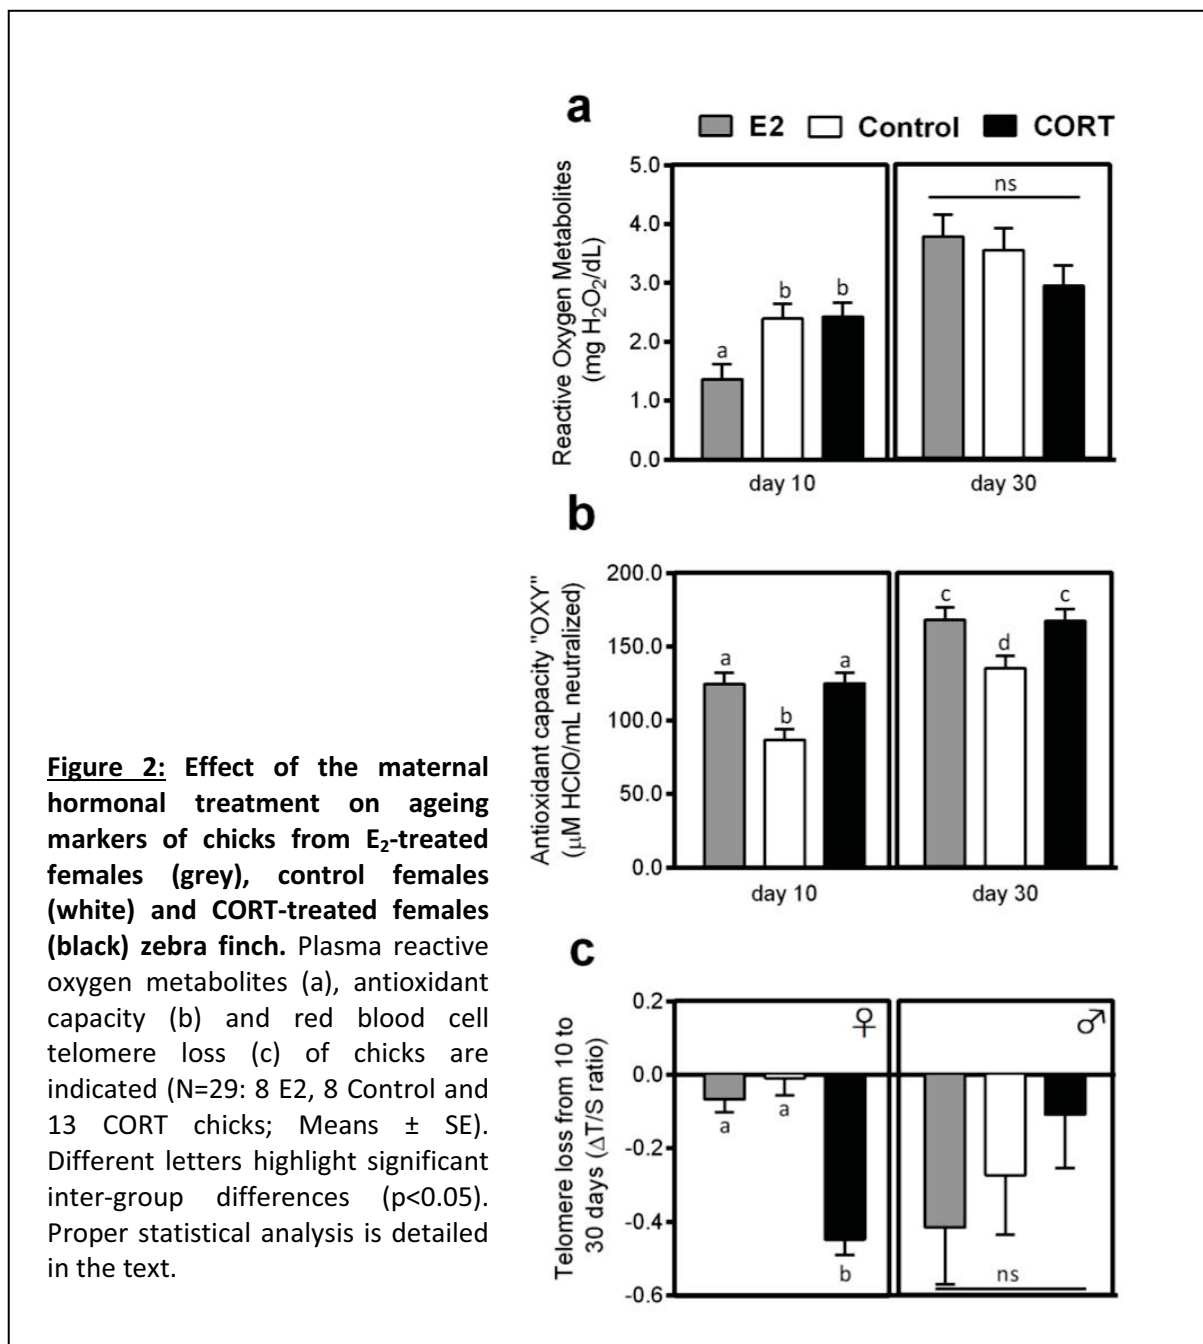 a
E2 Control CORT
Reactive Oxygen Metabolites
(mg H₂O₂/dL)
5.0
4.0
3.0
2.0
1.0
0.0
a
b
b
ns
day 10
day 30
b
Antioxidant capacity "OXY"
(µM HClO/mL neutralized)
200.0
150.0
100.0
50.0
0.0
a
b
a
c
d
c
day 10
day 30
c
Telomere loss from 10 to
30 days (ΔT/S ratio)
0.2
0.0
-0.2
-0.4
-0.6
♀
♂
a
a
b
ns
Figure 2: Effect of the maternal
hormonal treatment on ageing
markers of chicks from E₂-treated
females (grey), control females
(white) and CORT-treated females
(black) zebra finch. Plasma reactive
oxygen metabolites (a), antioxidant
capacity (b) and red blood cell
telomere loss (c) of chicks are
indicated (N=29: 8 E2, 8 Control and
13 CORT chicks; Means ± SE).
Different letters highlight significant
inter-group differences (p<0.05).
Proper statistical analysis is detailed
in the text.